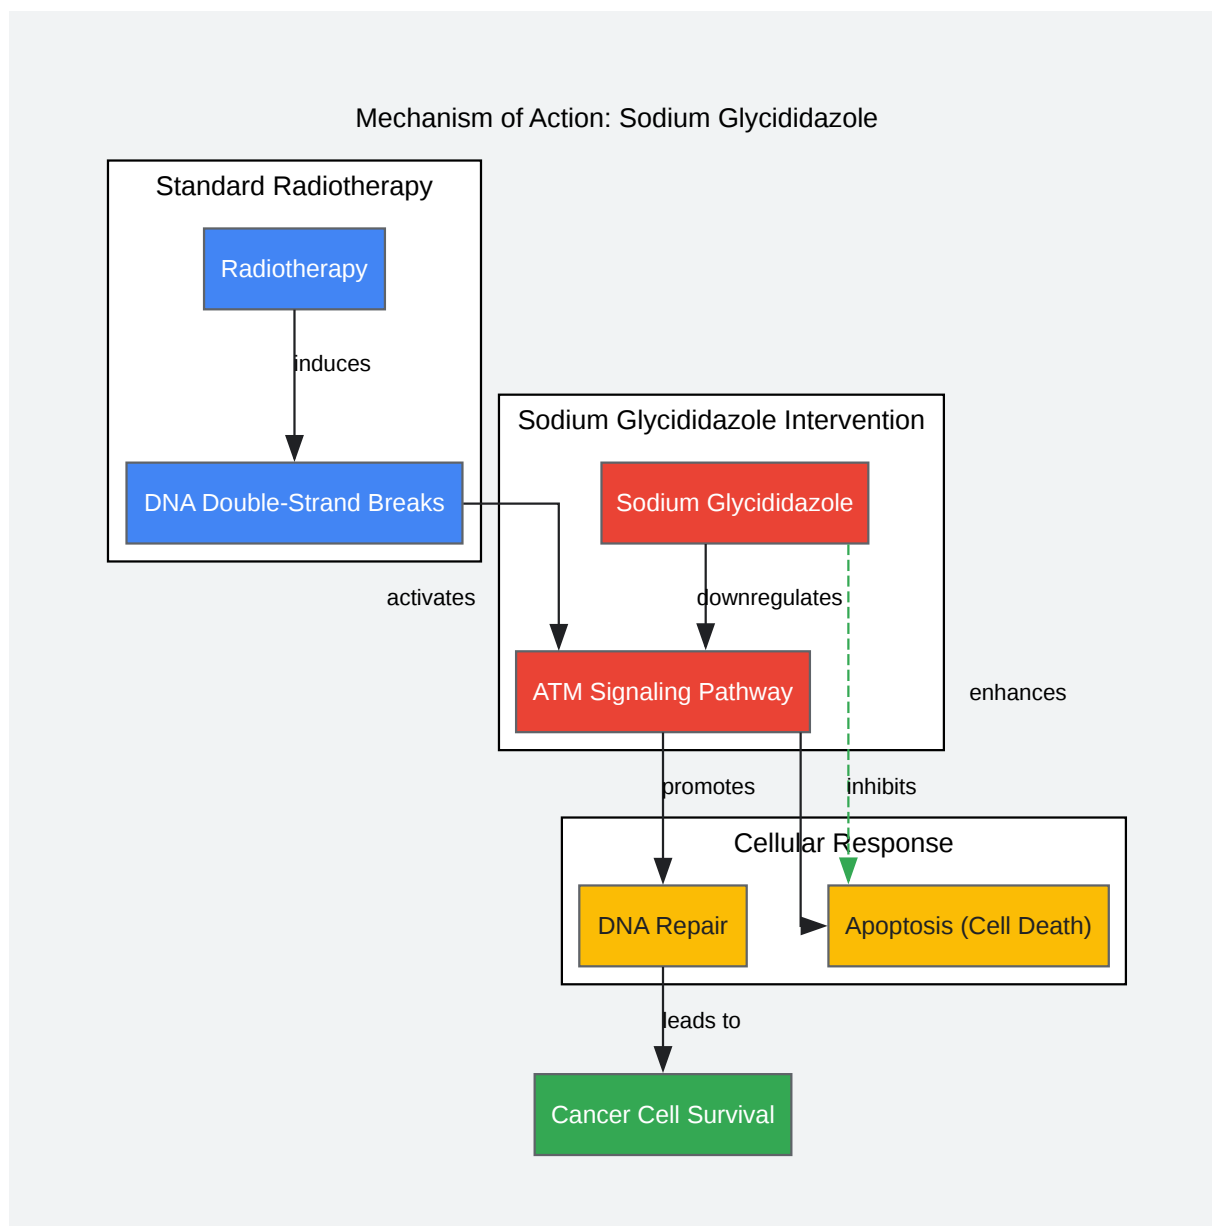 Mechanism of Action: Sodium Glycididazole
Standard Radiotherapy
Radiotherapy
induces
Sodium Glycididazole Intervention
DNA Double-Strand Breaks
Sodium Glycididazole
activates
downregulates
ATM Signaling Pathway
enhances
promotes
inhibits
Cellular Response
DNA Repair
Apoptosis (Cell Death)
leads to
Cancer Cell Survival